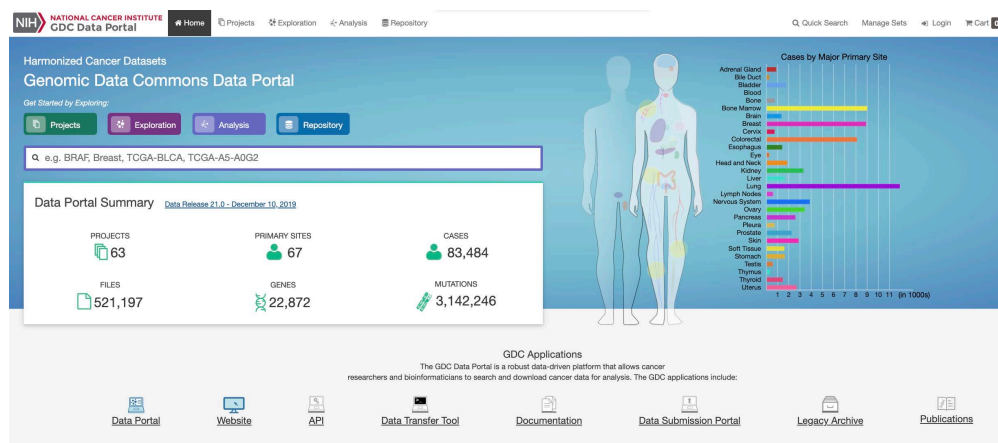 NIH NATIONAL CANCER INSTITUTE
GDC Data Portal
Home Projects Exploration Analysis Repository
Quick Search Manage Sets Login Cart
Harmonized Cancer Datasets
Genomic Data Commons Data Portal
Get Started by Exploring:
Projects Exploration Analysis Repository
e.g. BRAF, Breast, TCGA-BLCA, TCGA-A5-A0G2
Data Portal Summary Data Release 21.0 - December 10, 2019
PROJECTS PRIMARY SITES CASES
63 67 83,484
FILES GENES MUTATIONS
521,197 22,872 3,142,246
Cases by Major Primary Site
Adrenal Gland
Bile Duct
Bladder
Blood
Bone
Bone Marrow
Brain
Breast
Cervix
Colorectal
Esophagus
Eye
Head and Neck
Kidney
Liver
Lung
Lymph Nodes
Nervous System
Ovary
Pancreas
Pleura
Prostate
Skin
Soft Tissue
Stomach
Testis
Thymus
Thyroid
Uterus
1 2 3 4 5 6 7 8 9 10 11 (in 1000s)
GDC Applications
The GDC Data Portal is a robust data-driven platform that allows cancer
researchers and bioinformaticians to search and download cancer data for analysis. The GDC applications include:
Data Portal Website API Data Transfer Tool Documentation Data Submission Portal Legacy Archive Publications